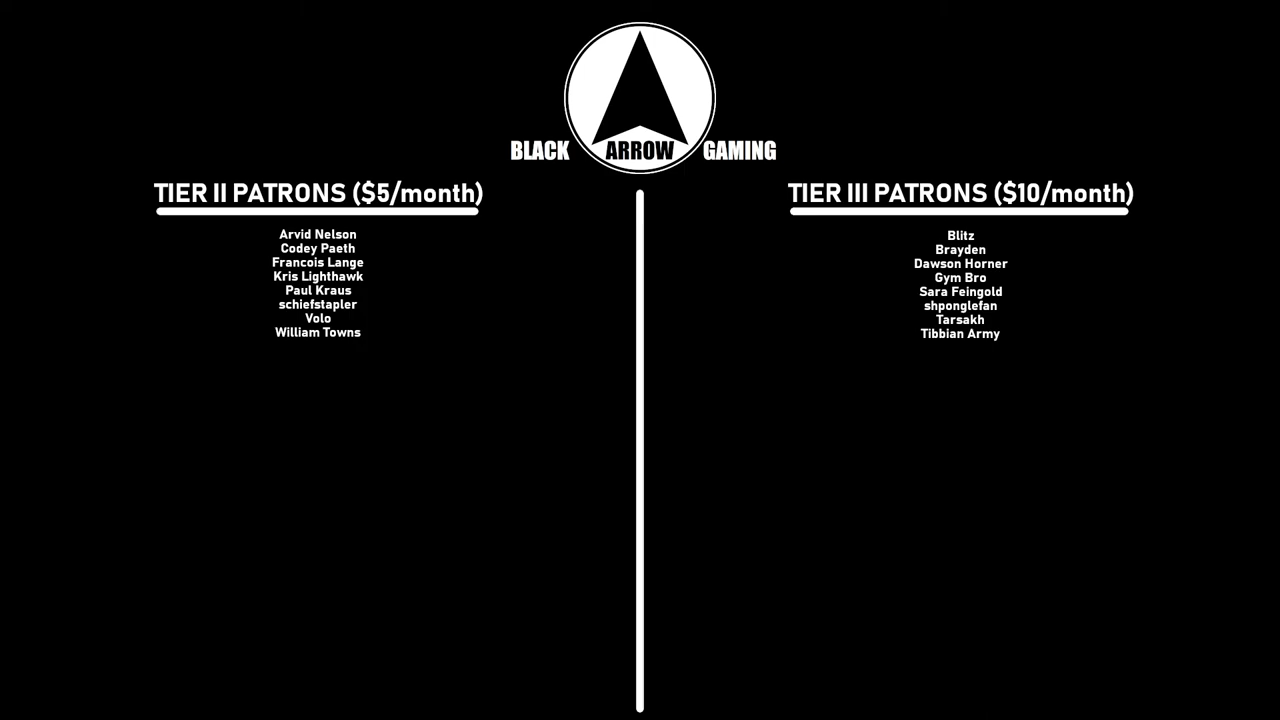 BLACK ARROW GAMING
TIER II PATRONS ($5/month)
Arvid Nelson
Codey Paeth
Francois Lange
Kris Lighthawk
Paul Kraus
schiefstapler
Volo
William Towns
TIER III PATRONS ($10/month)
Blitz
Brayden
Dawson Horner
Gym Bro
Sara Feingold
shponglefan
Tarsakh
Tibbian Army